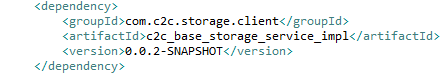 <dependency>
<groupId>com.c2c.storage.client</groupId>
<artifactId>c2c_base_storage_service_impl</artifactId>
<version>0.0.2-SNAPSHOT</version>
</dependency>